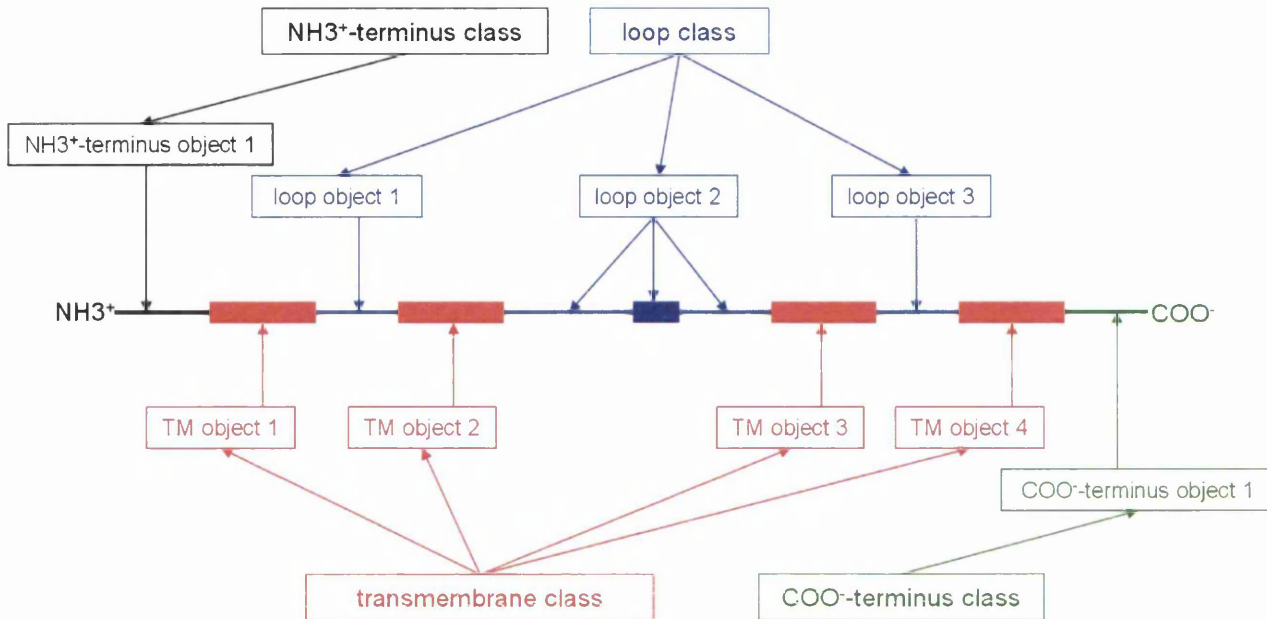 NH3⁺-terminus class
loop class
NH3⁺-terminus object 1
loop object 1
loop object 2
loop object 3
NH3⁺
COO⁻
TM object 1
TM object 2
TM object 3
TM object 4
COO⁻-terminus object 1
transmembrane class
COO⁻-terminus class